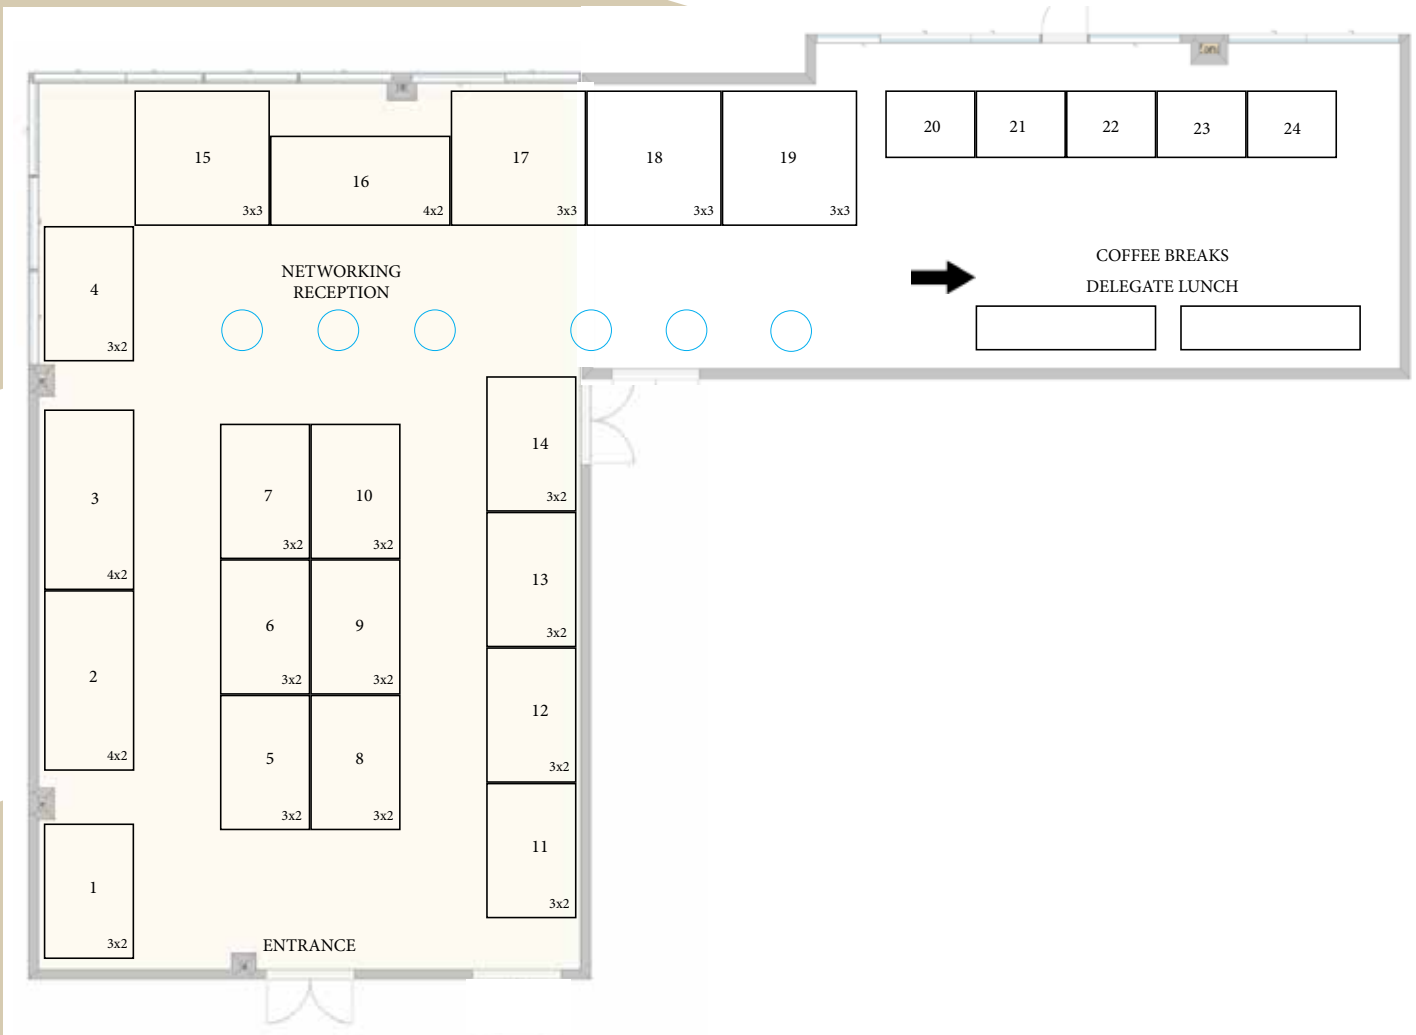 20
21
22
23
24
15
3x3
16
4x2
17
3x3
18
3x3
19
3x3
4
3x2
NETWORKING
RECEPTION
COFFEE BREAKS
DELEGATE LUNCH
3
4x2
2
4x2
1
3x2
7
3x2
10
3x2
6
3x2
9
3x2
5
3x2
8
3x2
14
3x2
13
3x2
12
3x2
11
3x2
ENTRANCE